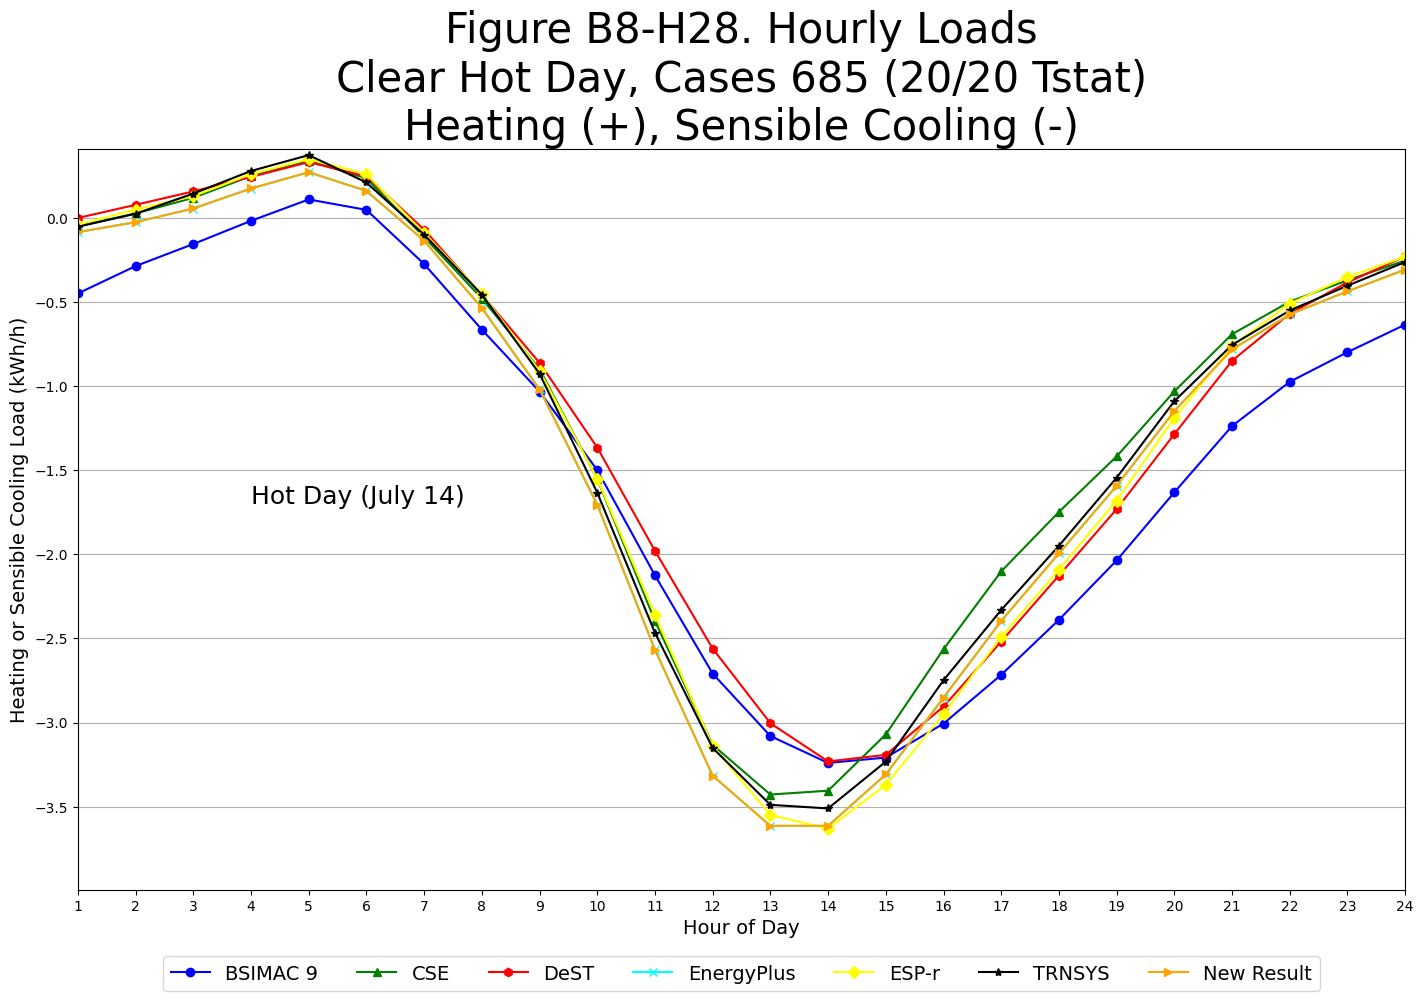 Figure B8-H28. Hourly Loads
Clear Hot Day, Cases 685 (20/20 Tstat)
Heating (+), Sensible Cooling (-)
Heating or Sensible Cooling Load (kWh/h)
0.0
−0.5
−1.0
−1.5
−2.0
−2.5
−3.0
−3.5
Hot Day (July 14)
1 2 3 4 5 6 7 8 9 10 11 12 13 14 15 16 17 18 19 20 21 22 23 24
Hour of Day
BSIMAC 9 CSE DeST EnergyPlus ESP-r TRNSYS New Result